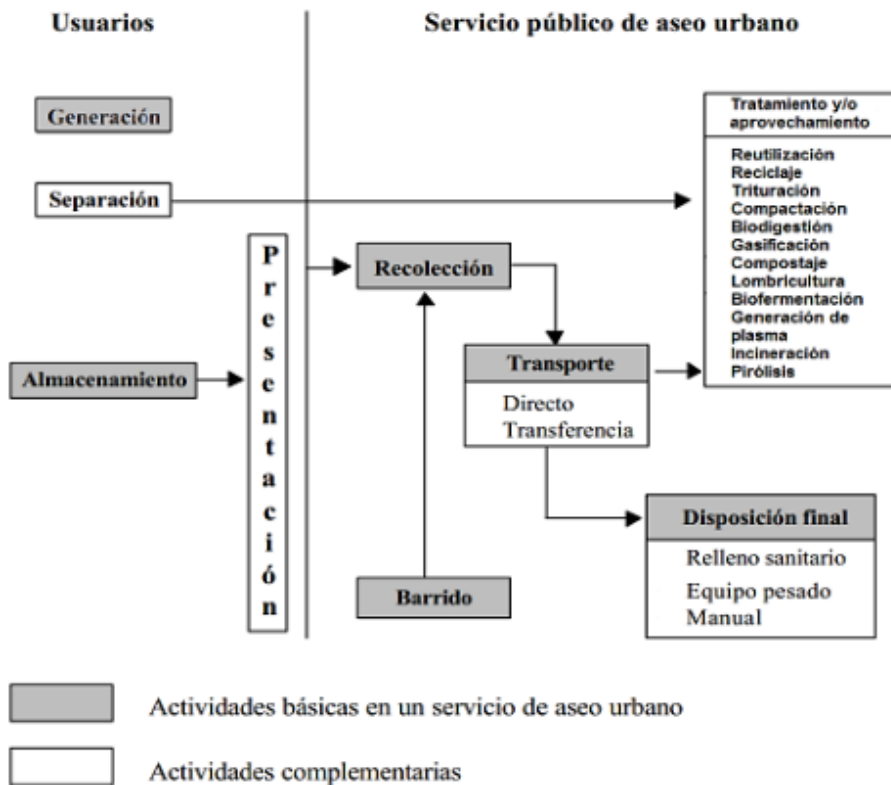 Usuarios
Servicio público de aseo urbano
Generación
Separación
Almacenamiento
Presentación
Recolección
Transporte
Directo
Transferencia
Barrido
Tratamiento y/o
aprovechamiento
Reutilización
Reciclaje
Trituración
Compactación
Biodigestión
Gasificación
Compostaje
Lombricultura
Biofermentación
Generación de
plasma
Incineración
Pirólisis
Disposición final
Relleno sanitario
Equipo pesado
Manual
Actividades básicas en un servicio de aseo urbano
Actividades complementarias